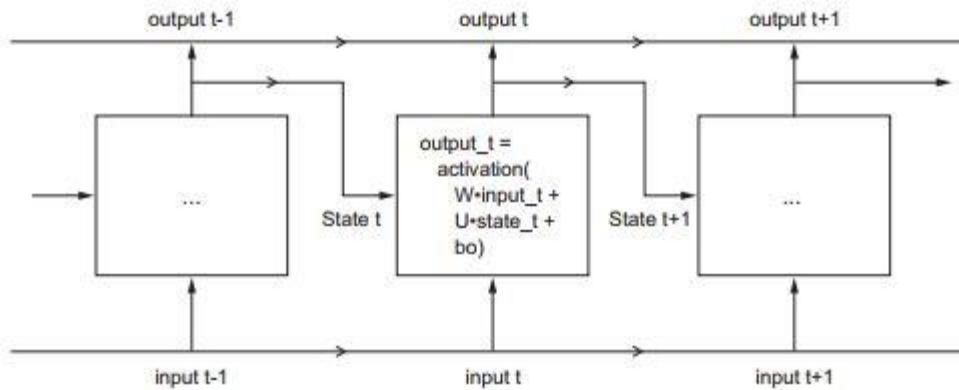 output t-1
output t
output t+1
...
State t
output_t =
activation(
W•input_t +
U•state_t +
bo)
State t+1
...
input t-1
input t
input t+1